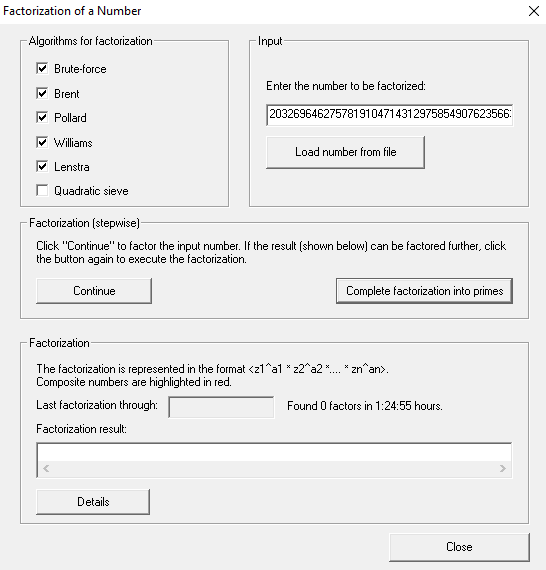 Factorization of a Number
Algorithms for factorization
Brute-force
Brent
Pollard
Williams
Lenstra
Quadratic sieve
Input
Enter the number to be factorized:
2032696462757819104714312975854907623566:
Load number from file
Factorization (stepwise)
Click "Continue" to factor the input number. If the result (shown below) can be factored further, click
the button again to execute the factorization.
Continue
Complete factorization into primes
Factorization
The factorization is represented in the format <z1^a1 * z2^a2 *.... * zn^an>.
Composite numbers are highlighted in red.
Last factorization through:
Found 0 factors in 1:24:55 hours.
Factorization result:
Details
Close